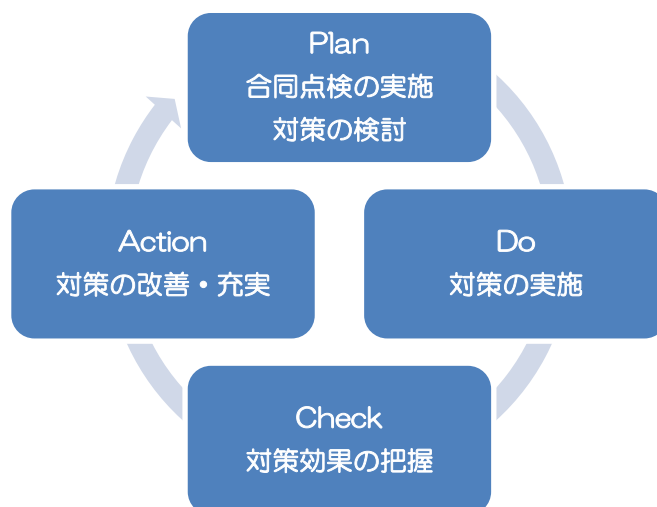 Plan
合同点検の実施
対策の検討
Action
対策の改善・充実
Do
対策の実施
Check
対策効果の把握